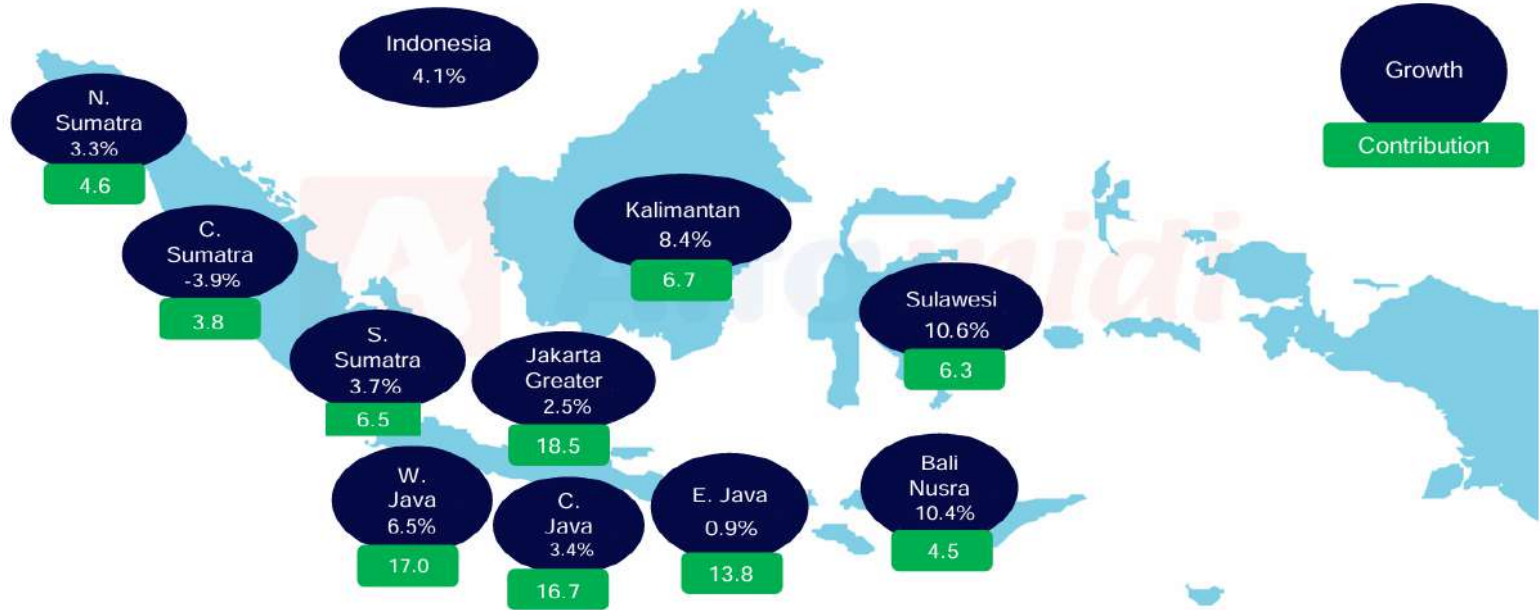 Indonesia
4.1%
Growth
Contribution
N.
Sumatra
3.3%
4.6
C.
Sumatra
-3.9%
3.8
Kalimantan
8.4%
6.7
Sulawesi
10.6%
6.3
S.
Sumatra
3.7%
6.5
Jakarta
Greater
2.5%
18.5
W.
Java
6.5%
17.0
C.
Java
3.4%
16.7
E. Java
0.9%
13.8
Bali
Nusra
10.4%
4.5